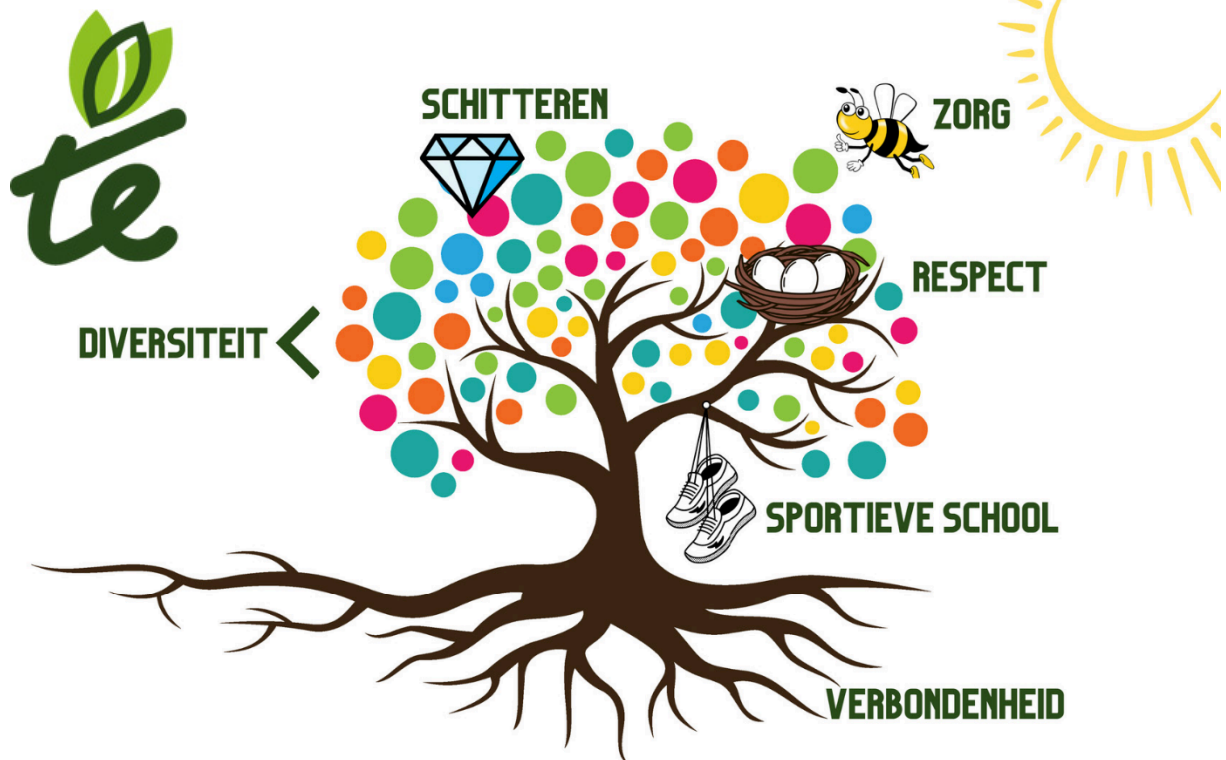 te
SCHITTEREN
ZORG
RESPECT
DIVERSITEIT
SPORTIEVE SCHOOL
VERBONDENHEID